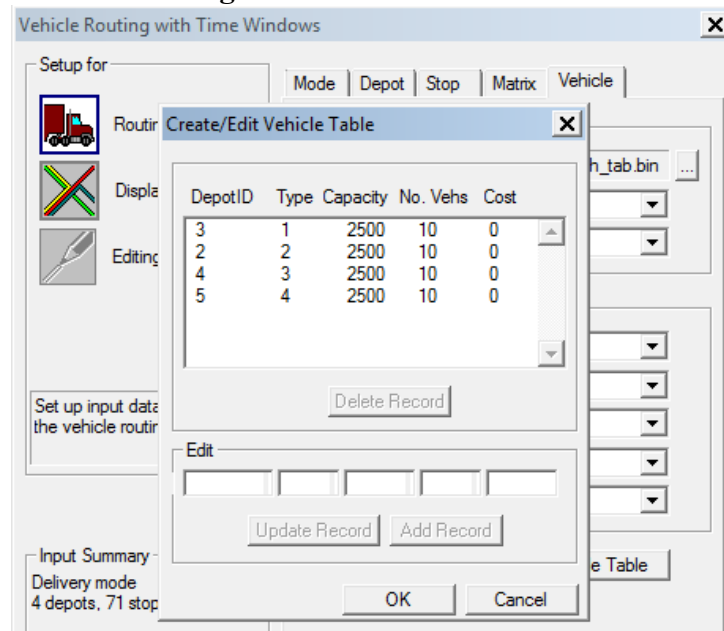 Vehicle Routing with Time Windows
Setup for
Mode Depot Stop Matrix Vehicle
Create/Edit Vehicle Table
h_tab.bin ...
DepotID Type Capacity No. Vehs Cost
3 1 2500 10 0
2 2 2500 10 0
4 3 2500 10 0
5 4 2500 10 0
Editing
Delete Record
Set up input data
the vehicle routin
Edit
Update Record Add Record
Input Summary
Delivery mode
4 depots, 71 stop
e Table
OK Cancel